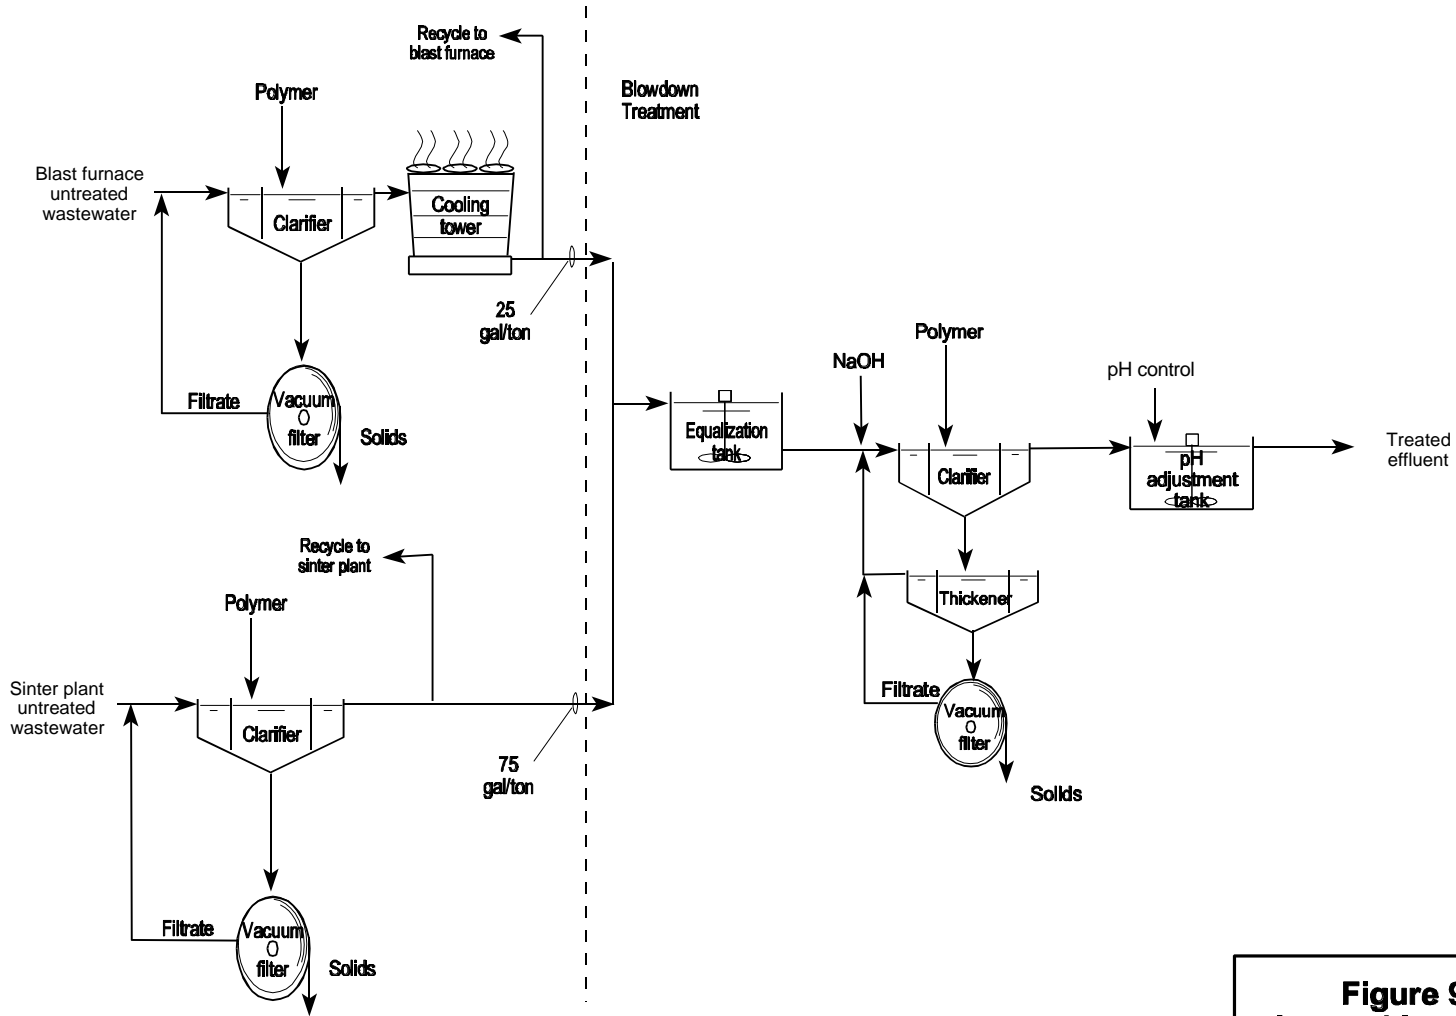 Recycle to
blast furnace
Blowdown
Treatment
Polymer
Blast furnace
untreated
wastewater
Clarifier
Cooling
tower
25
gal/ton
Filtrate
Vacuum
filter
Solids
Polymer
NaOH
pH control
Equalization
tank
Clarifier
pH
adjustment
tank
Treated
effluent
Recycle to
sinter plant
Thickener
Polymer
Sinter plant
untreated
wastewater
Clarifier
75
gal/ton
Filtrate
Vacuum
filter
Solids
Filtrate
Vacuum
filter
Solids
Figure 9